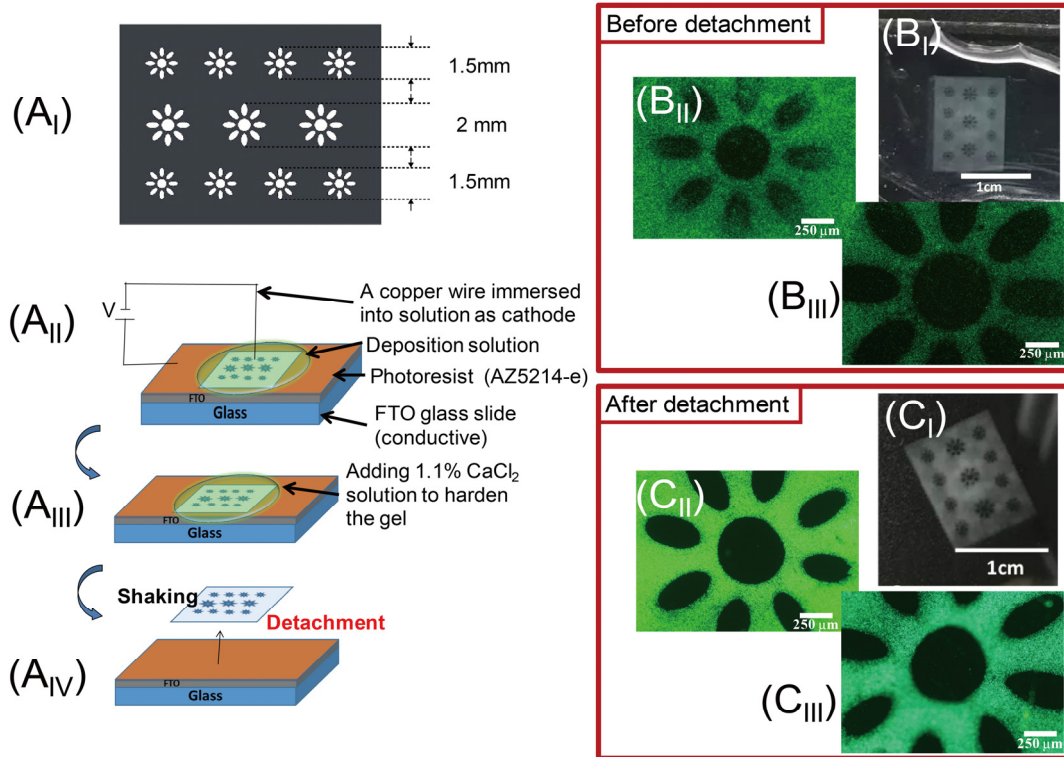 (A_I)
1.5mm
2 mm
1.5mm
(A_II)
V
A copper wire immersed
into solution as cathode
Deposition solution
Photoresist (AZ5214-e)
FTO
Glass
FTO glass slide
(conductive)
(A_III)
Adding 1.1% CaCl₂
solution to harden
the gel
FTO
Glass
(A_IV)
Shaking
Detachment
FTO
Glass
Before detachment
(B_I)
1cm
(B_II)
250 μm
(B_III)
250 μm
After detachment
(C_I)
1cm
(C_II)
250 μm
(C_III)
250 μm